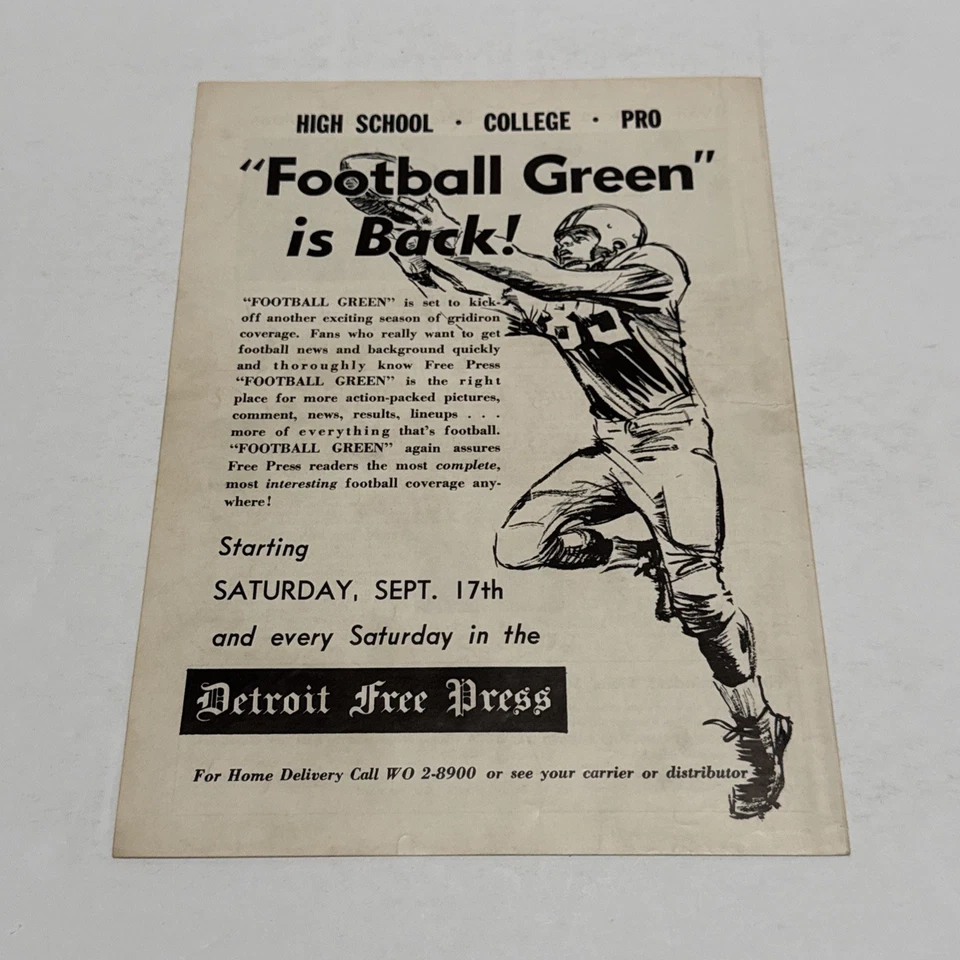 HIGH SCHOOL · COLLEGE · PRO
"Football Green"
is Back!
"FOOTBALL GREEN" is set to kick-
off another exciting season of gridiron
coverage. Fans who really want to get
football news and background quickly
and thoroughly know Free Press
"FOOTBALL GREEN" is the right
place for more action-packed pictures,
comment, news, results, lineups . . .
more of everything that's football.
"FOOTBALL GREEN" again assures
Free Press readers the most complete,
most interesting football coverage any-
where!
Starting
SATURDAY, SEPT. 17th
and every Saturday in the
Detroit Free Press
For Home Delivery Call WO 2-8900 or see your carrier or distributor